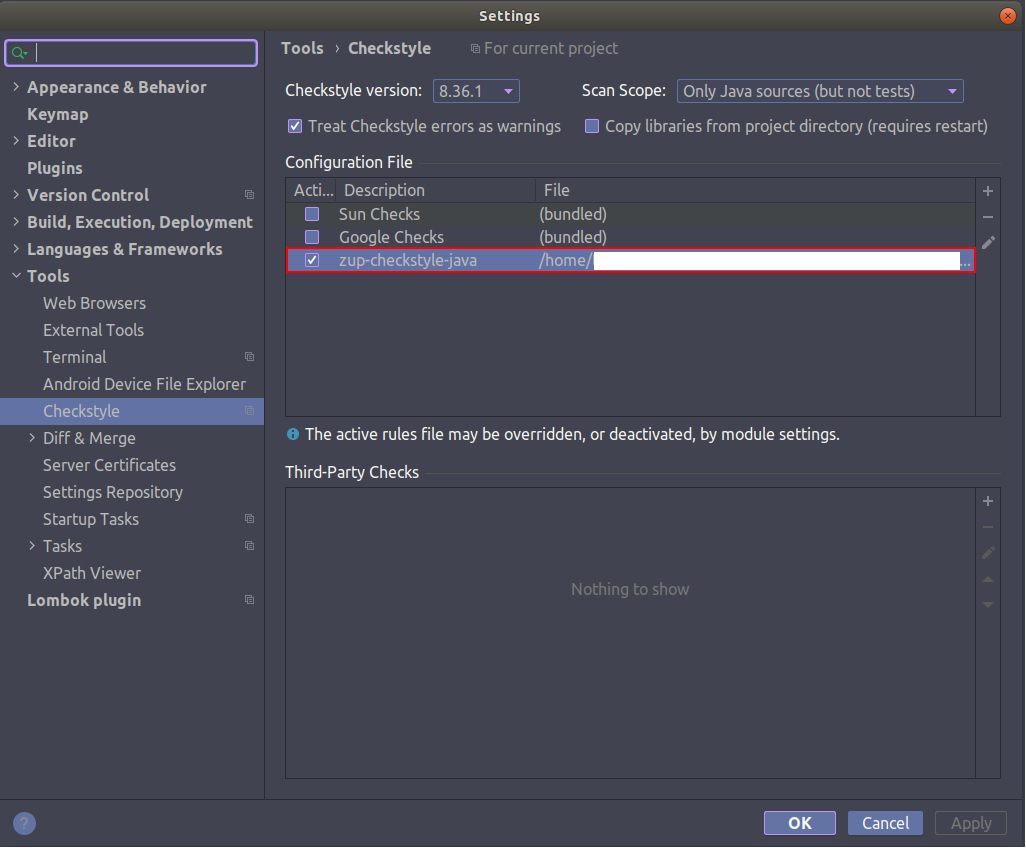 Settings
Tools › Checkstyle For current project
Appearance & Behavior
Keymap
Editor
Plugins
Version Control
Build, Execution, Deployment
Languages & Frameworks
Tools
Web Browsers
External Tools
Terminal
Android Device File Explorer
Checkstyle
Diff & Merge
Server Certificates
Settings Repository
Startup Tasks
Tasks
XPath Viewer
Lombok plugin
Checkstyle version: 8.36.1 Scan Scope: Only Java sources (but not tests)
Treat Checkstyle errors as warnings Copy libraries from project directory (requires restart)
Configuration File
Acti... Description File
Sun Checks (bundled)
Google Checks (bundled)
zup-checkstyle-java /home/ ...
The active rules file may be overridden, or deactivated, by module settings.
Third-Party Checks
Nothing to show
? OK Cancel Apply